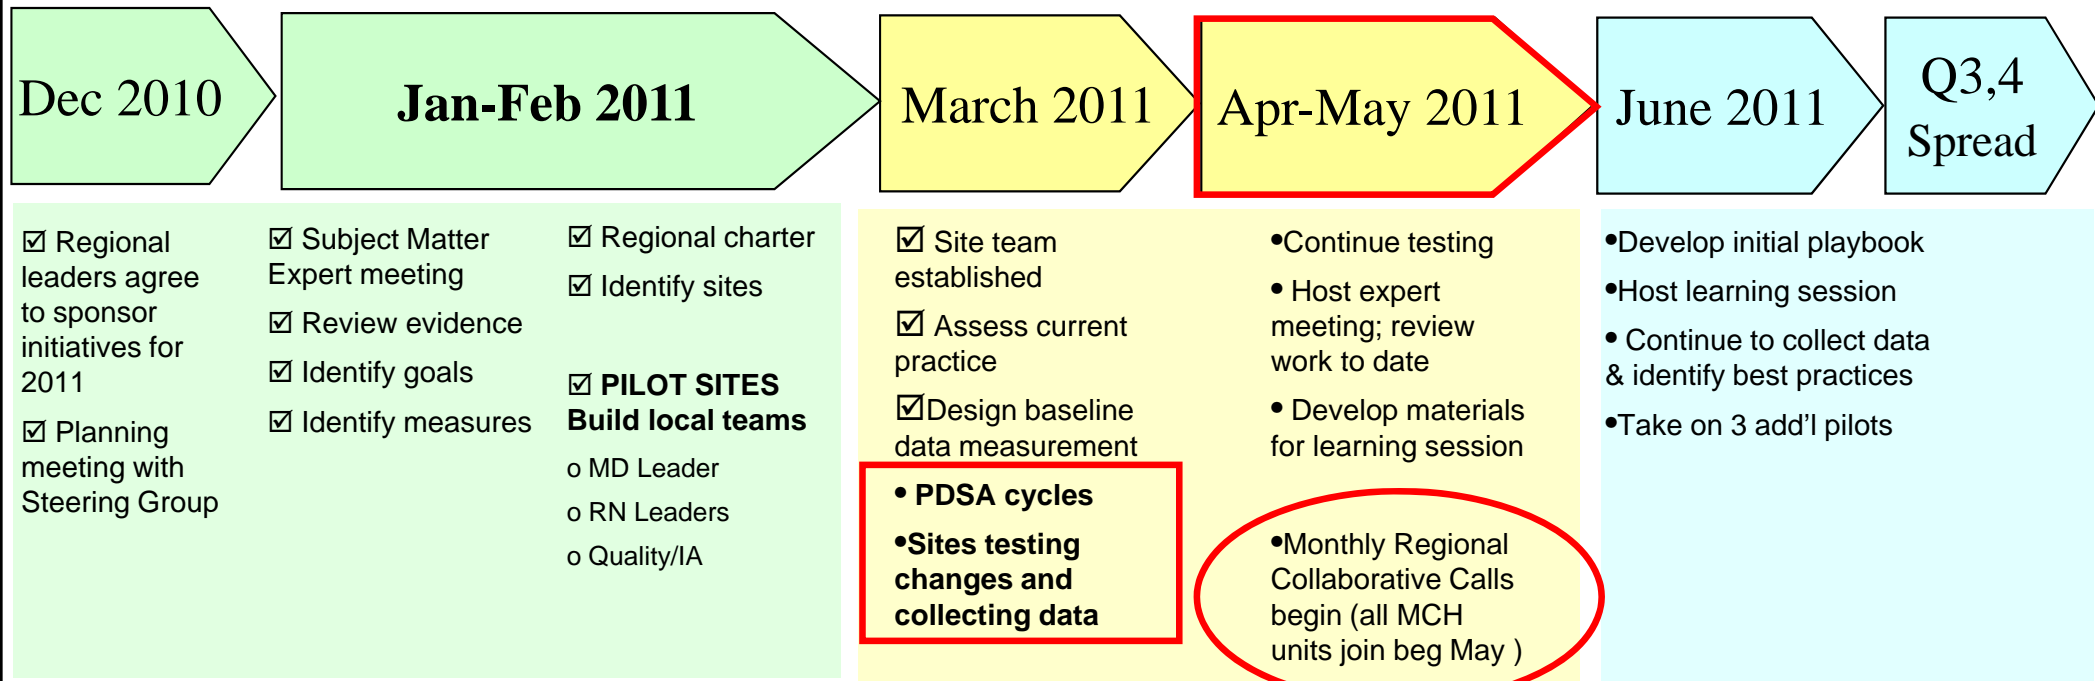 Dec 2010
Jan-Feb 2011
March 2011
Apr-May 2011
June 2011
Q3,4
Spread
☑ Regional
leaders agree
to sponsor
initiatives for
2011
☑ Planning
meeting with
Steering Group
☑ Subject Matter
Expert meeting
☑ Review evidence
☑ Identify goals
☑ Identify measures
☑ Regional charter
☑ Identify sites
☑ PILOT SITES
Build local teams
o MD Leader
o RN Leaders
o Quality/IA
☑ Site team
established
☑ Assess current
practice
☑Design baseline
data measurement
• PDSA cycles
•Sites testing
changes and
collecting data
•Continue testing
• Host expert
meeting; review
work to date
• Develop materials
for learning session
•Monthly Regional
Collaborative Calls
begin (all MCH
units join beg May )
•Develop initial playbook
•Host learning session
• Continue to collect data
& identify best practices
•Take on 3 add’l pilots